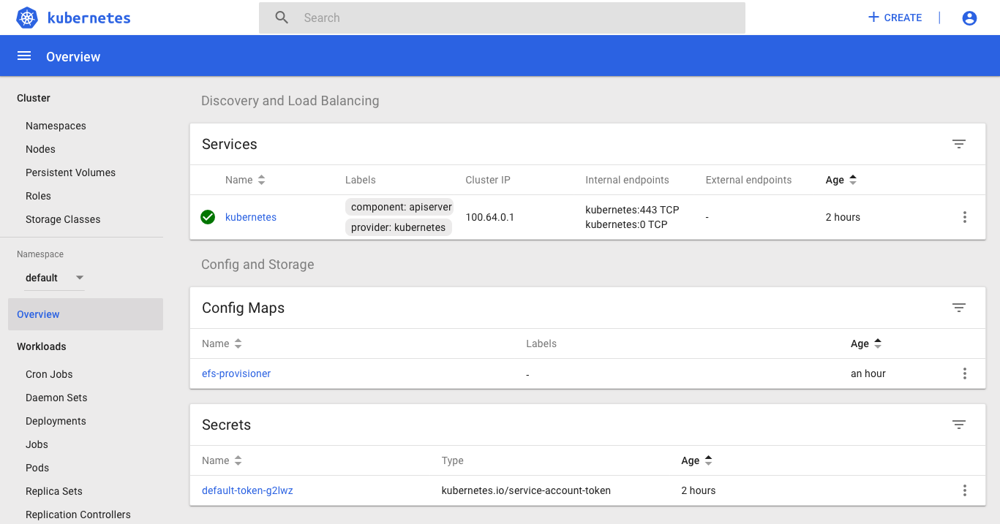 kubernetes
Search
CREATE
Overview
Cluster
Namespaces
Nodes
Persistent Volumes
Roles
Storage Classes
Namespace
default
Overview
Workloads
Cron Jobs
Daemon Sets
Deployments
Jobs
Pods
Replica Sets
Replication Controllers
Discovery and Load Balancing
Services
Name Labels Cluster IP Internal endpoints External endpoints Age
kubernetes component: apiserver 100.64.0.1 kubernetes:443 TCP - 2 hours
provider: kubernetes kubernetes:0 TCP
Config and Storage
Config Maps
Name Labels Age
efs-provisioner - an hour
Secrets
Name Type Age
default-token-g2lwz kubernetes.io/service-account-token 2 hours